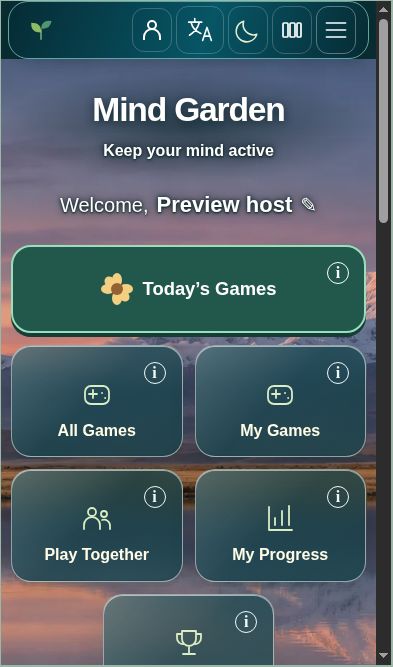 Mind Garden
Keep your mind active
Welcome, Preview host ✎
i
Today’s Games
i
All Games
i
My Games
i
Play Together
i
My Progress
i